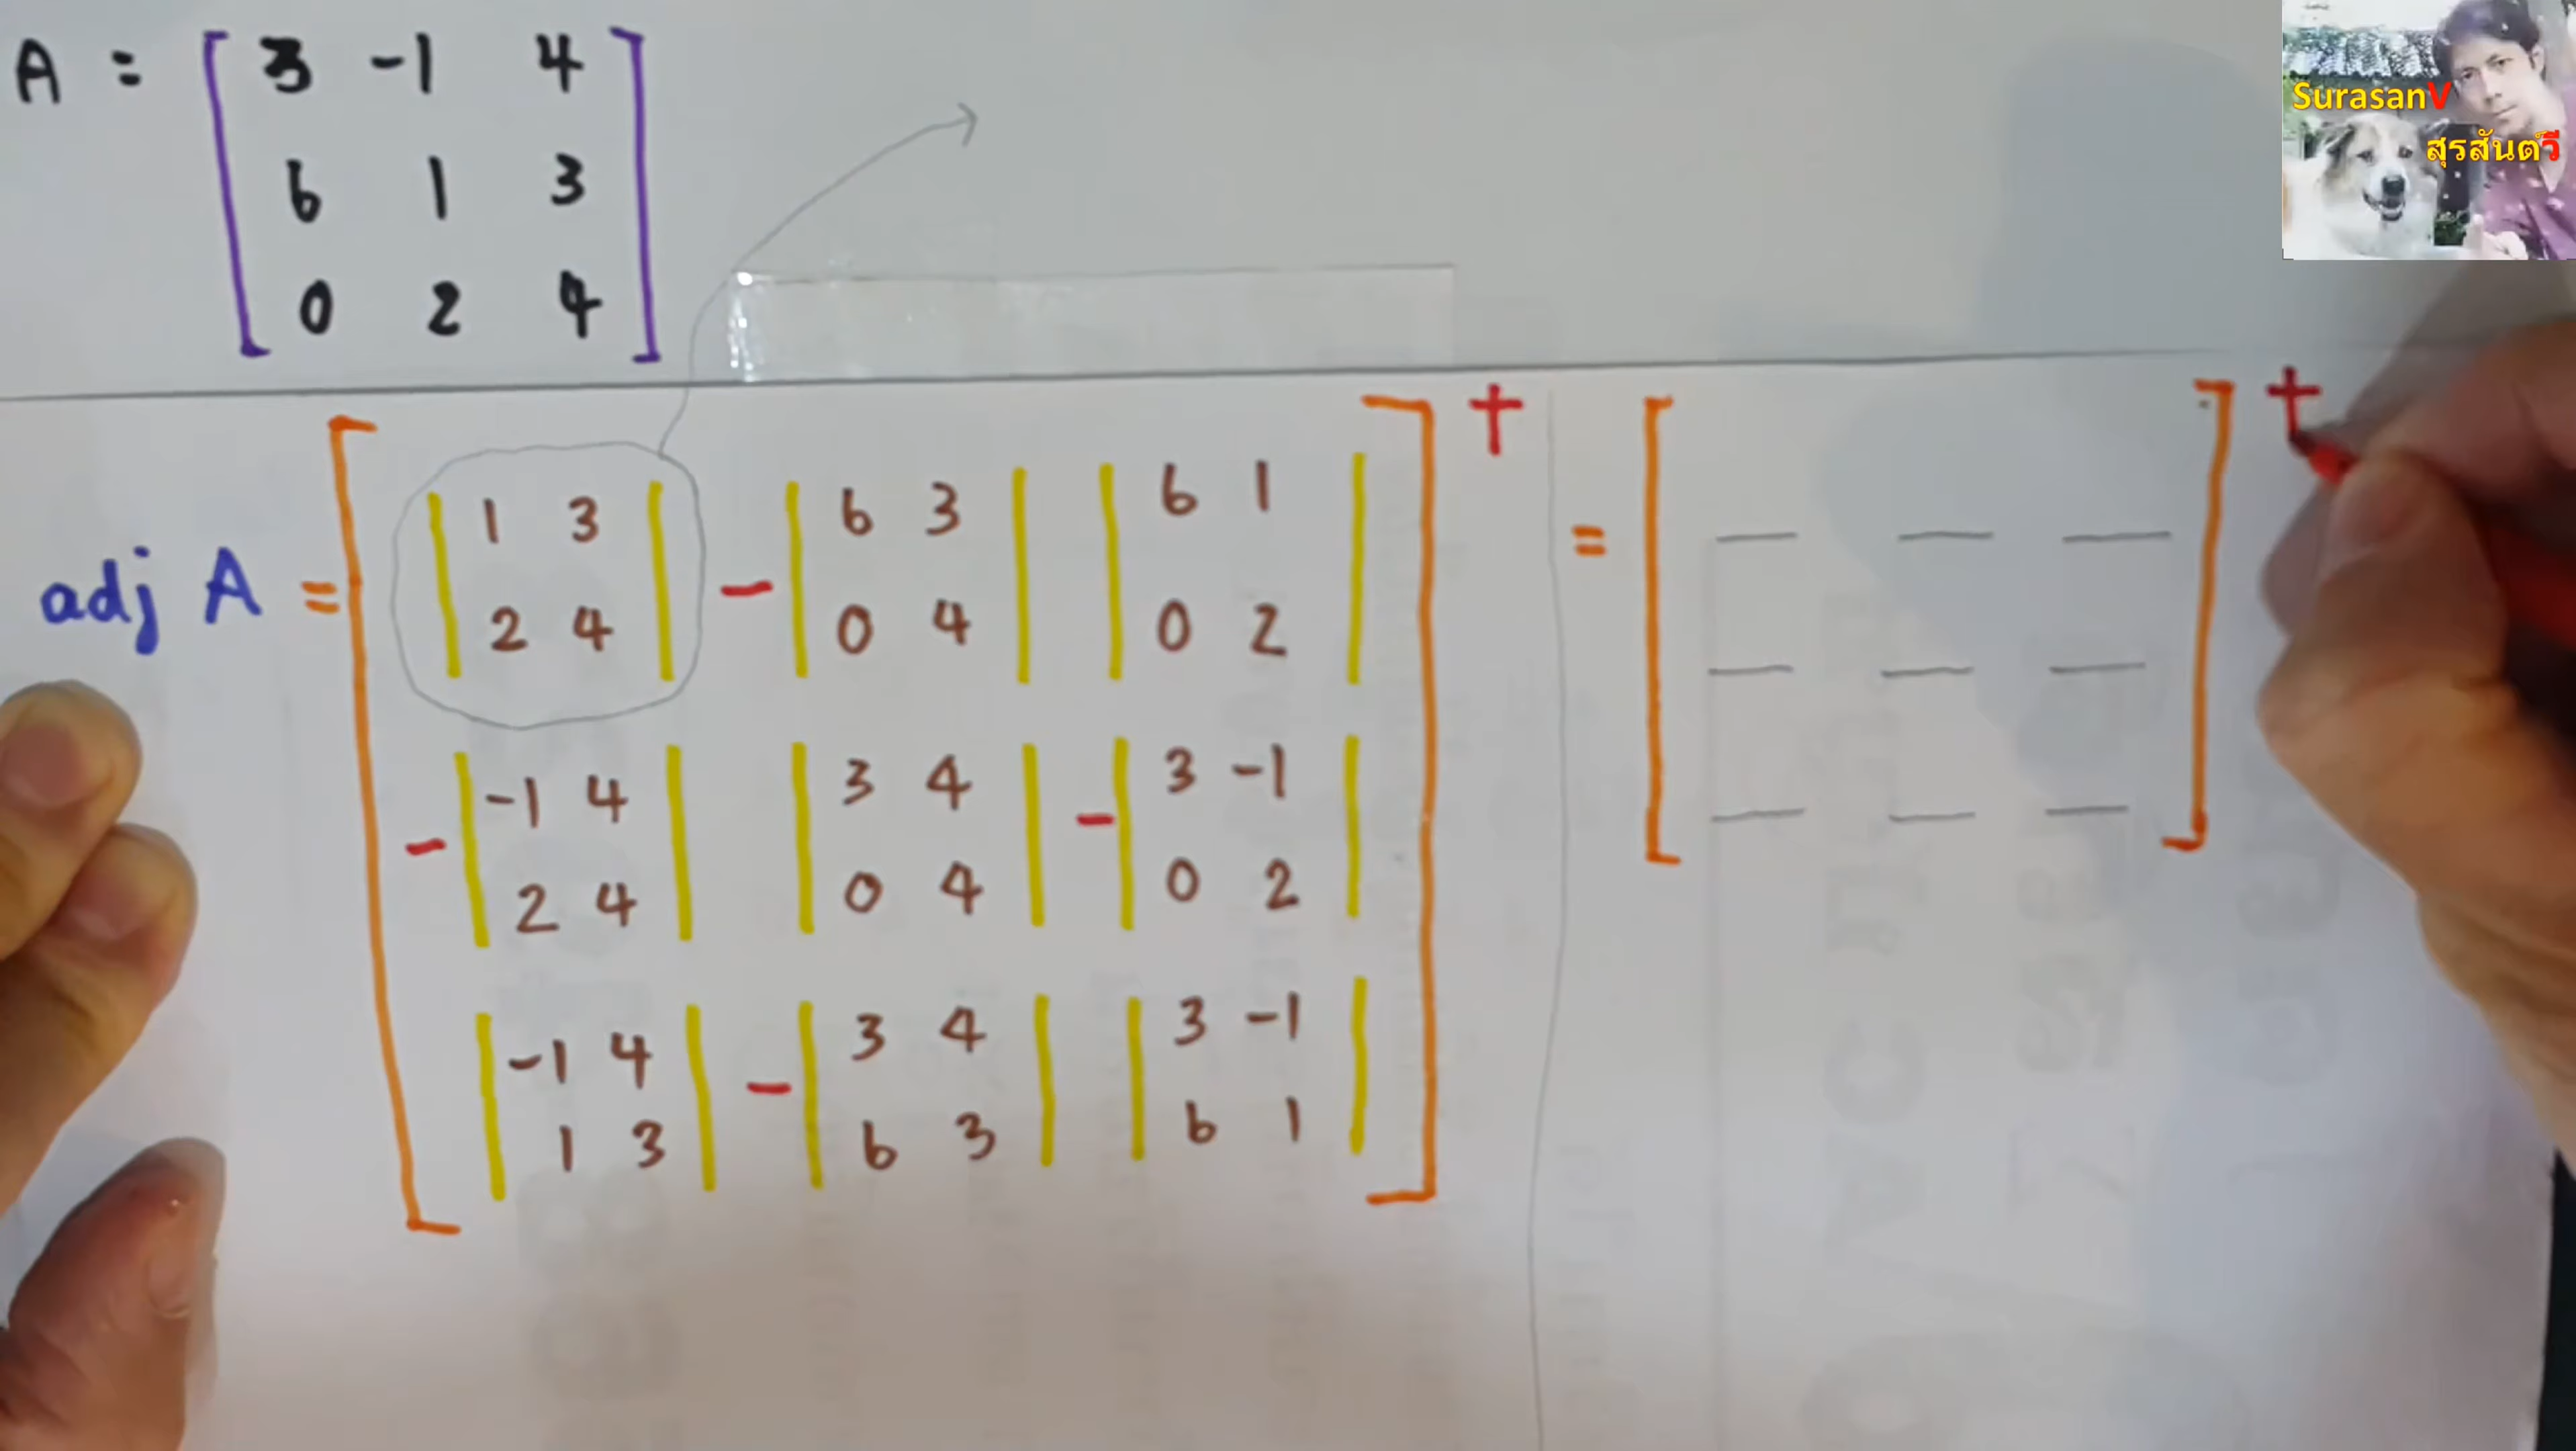 A = [ 3 -1 4
6 1 3
0 2 4 ]
SurasanV
สุรสันต์วี
adj A = [ | 1 3 | - | 6 3 | | 6 1 | ] t = [ — — — ] t
| 2 4 | | 0 4 | | 0 2 |
- | -1 4 | | 3 4 | - | 3 -1 |
| 2 4 | | 0 4 | | 0 2 |
| -1 4 | - | 3 4 | | 3 -1 |
| 1 3 | | 6 3 | | 6 1 |